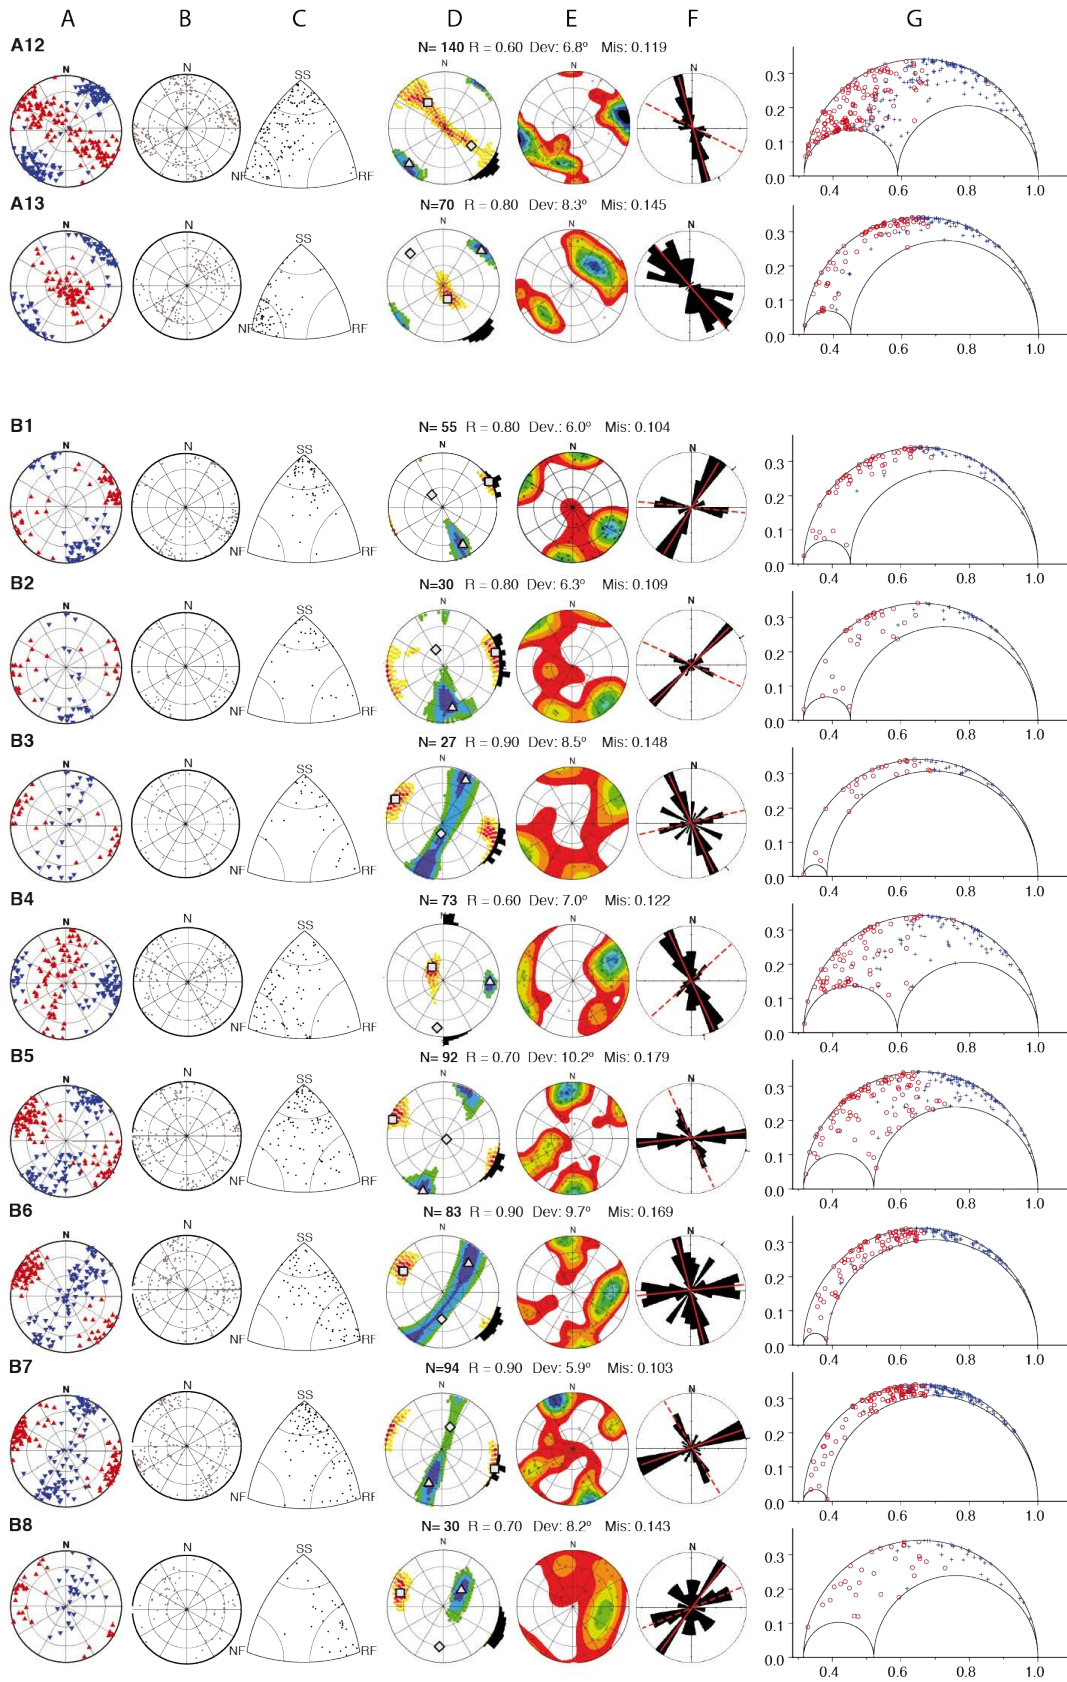 A B C D E F G
A12 N= 140 R = 0.60 Dev: 6.8º Mis: 0.119
N N SS NF RF N N N 0.3 0.2 0.1 0.0 0.4 0.6 0.8 1.0
A13 N=70 R = 0.80 Dev: 8.3º Mis: 0.145
N N SS NF RF N N N 0.3 0.2 0.1 0.0 0.4 0.6 0.8 1.0
B1 N= 55 R = 0.80 Dev.: 6.0º Mis: 0.104
N N SS NF RF N N N 0.3 0.2 0.1 0.0 0.4 0.6 0.8 1.0
B2 N=30 R = 0.80 Dev: 6.3º Mis: 0.109
N N SS NF RF N N N 0.3 0.2 0.1 0.0 0.4 0.6 0.8 1.0
B3 N= 27 R = 0.90 Dev: 8.5º Mis: 0.148
N N SS NF RF N N N 0.3 0.2 0.1 0.0 0.4 0.6 0.8 1.0
B4 N= 73 R = 0.60 Dev: 7.0º Mis: 0.122
N N SS NF RF N N N 0.3 0.2 0.1 0.0 0.4 0.6 0.8 1.0
B5 N= 92 R = 0.70 Dev: 10.2º Mis: 0.179
N N SS NF RF N N N 0.3 0.2 0.1 0.0 0.4 0.6 0.8 1.0
B6 N= 83 R = 0.90 Dev: 9.7º Mis: 0.169
N N SS NF RF N N N 0.3 0.2 0.1 0.0 0.4 0.6 0.8 1.0
B7 N=94 R = 0.90 Dev: 5.9º Mis: 0.103
N N SS NF RF N N N 0.3 0.2 0.1 0.0 0.4 0.6 0.8 1.0
B8 N= 30 R = 0.70 Dev: 8.2º Mis: 0.143
N N SS NF RF N N N 0.3 0.2 0.1 0.0 0.4 0.6 0.8 1.0